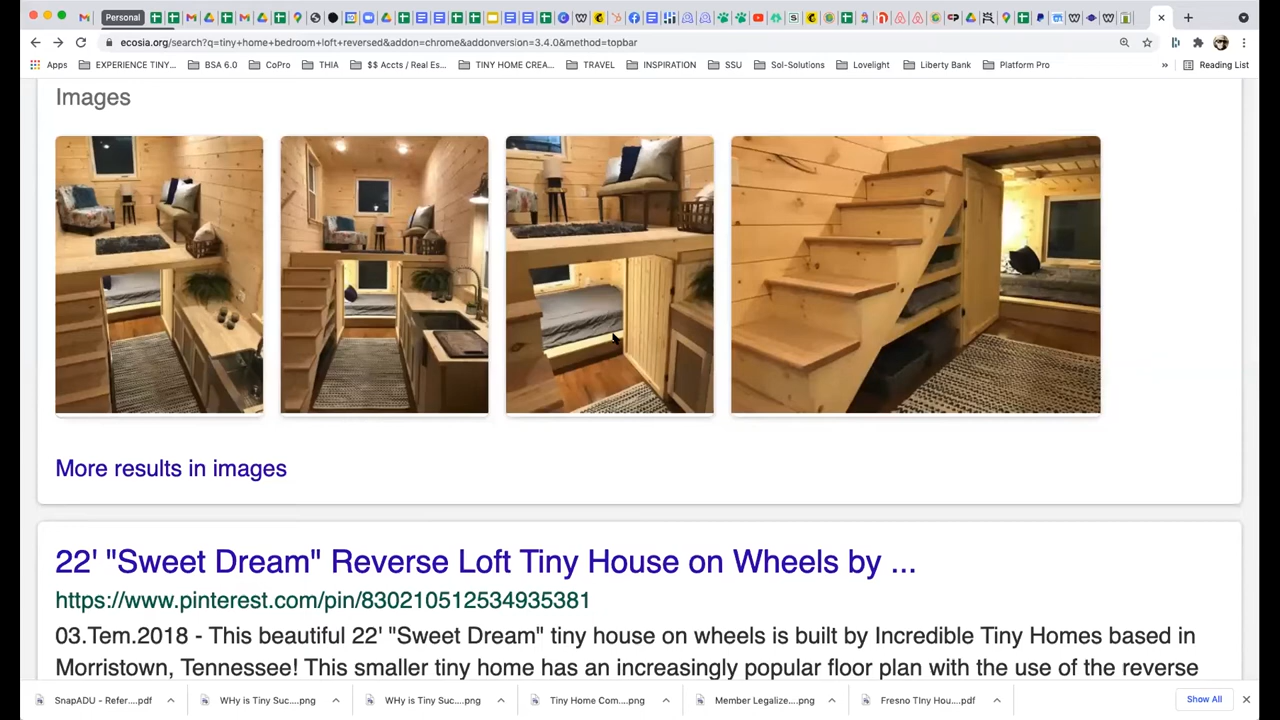 Personal
ecosia.org/search?q=tiny+home+bedroom+loft+reversed&addon=chrome&addonversion=3.4.0&method=topbar
Apps EXPERIENCE TINY... BSA 6.0 CoPro THIA $$ Accts / Real Es... TINY HOME CREA... TRAVEL INSPIRATION SSU Sol-Solutions Lovelight Liberty Bank Platform Pro » Reading List
Images
More results in images
22' "Sweet Dream" Reverse Loft Tiny House on Wheels by ...
https://www.pinterest.com/pin/830210512534935381
03.Tem.2018 - This beautiful 22' "Sweet Dream" tiny house on wheels is built by Incredible Tiny Homes based in
Morristown, Tennessee! This smaller tiny home has an increasingly popular floor plan with the use of the reverse
SnapADU - Refer....pdf WHy is Tiny Suc....png WHy is Tiny Suc....png Tiny Home Com....png Member Legalize....png Fresno TIny Hou....pdf Show All